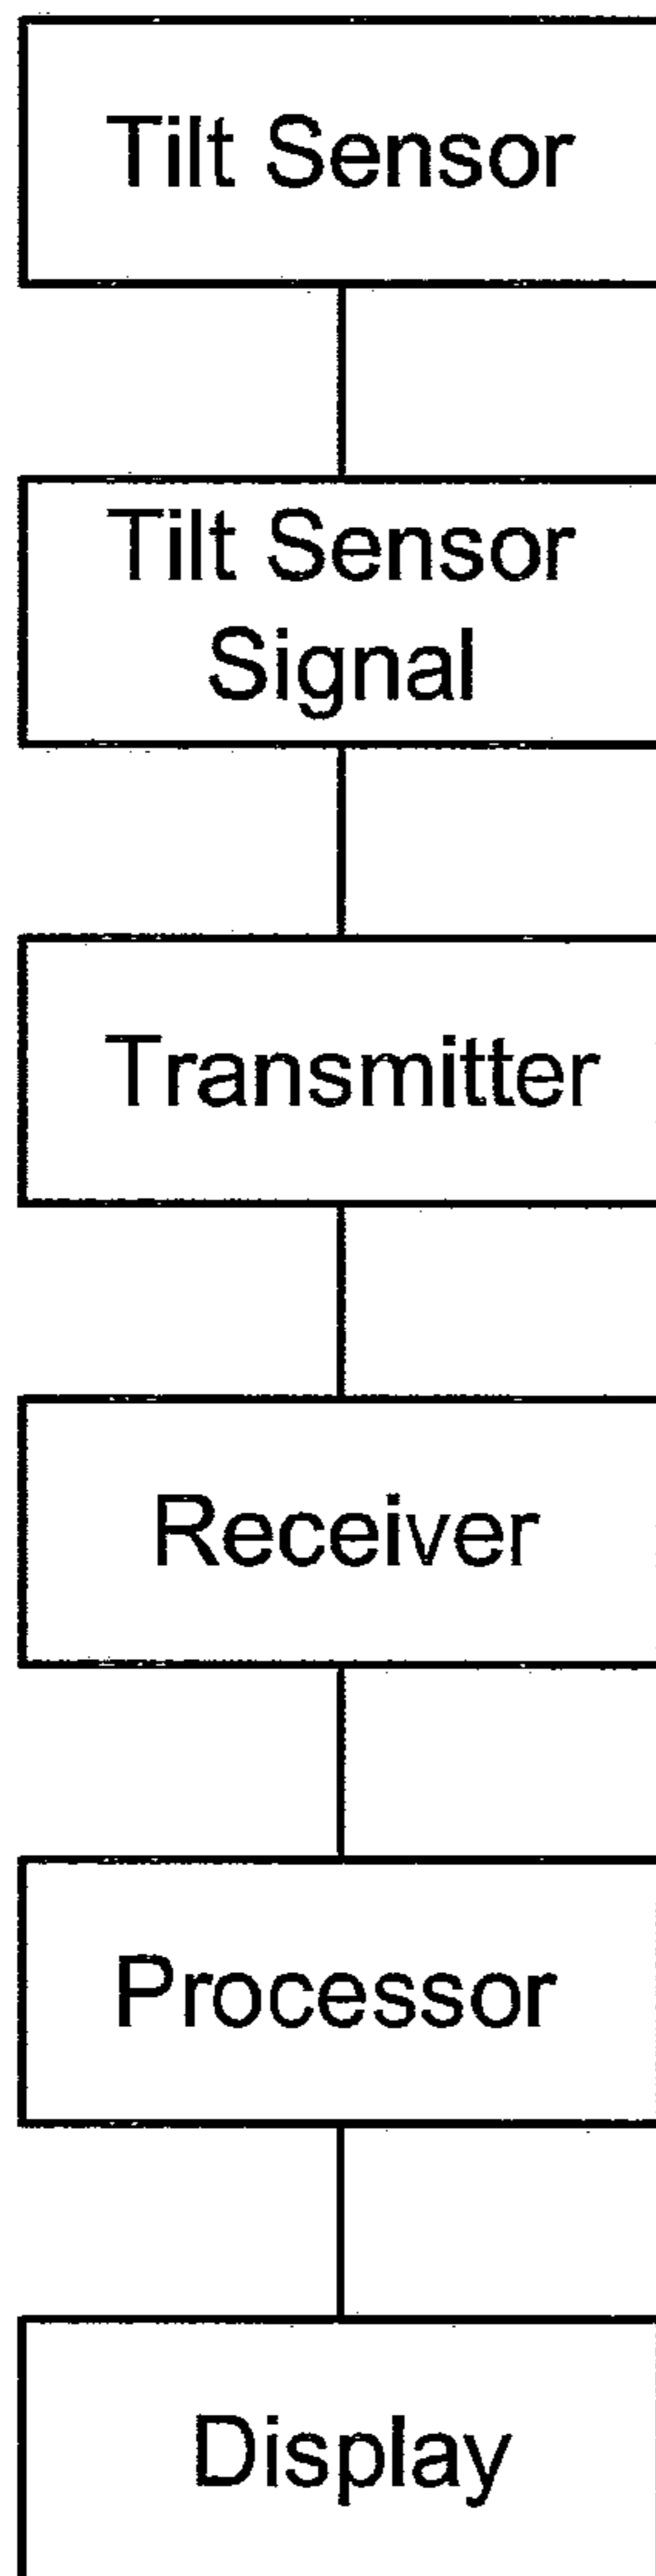 Tilt Sensor
Tilt Sensor
Signal
Transmitter
Receiver
Processor
Display